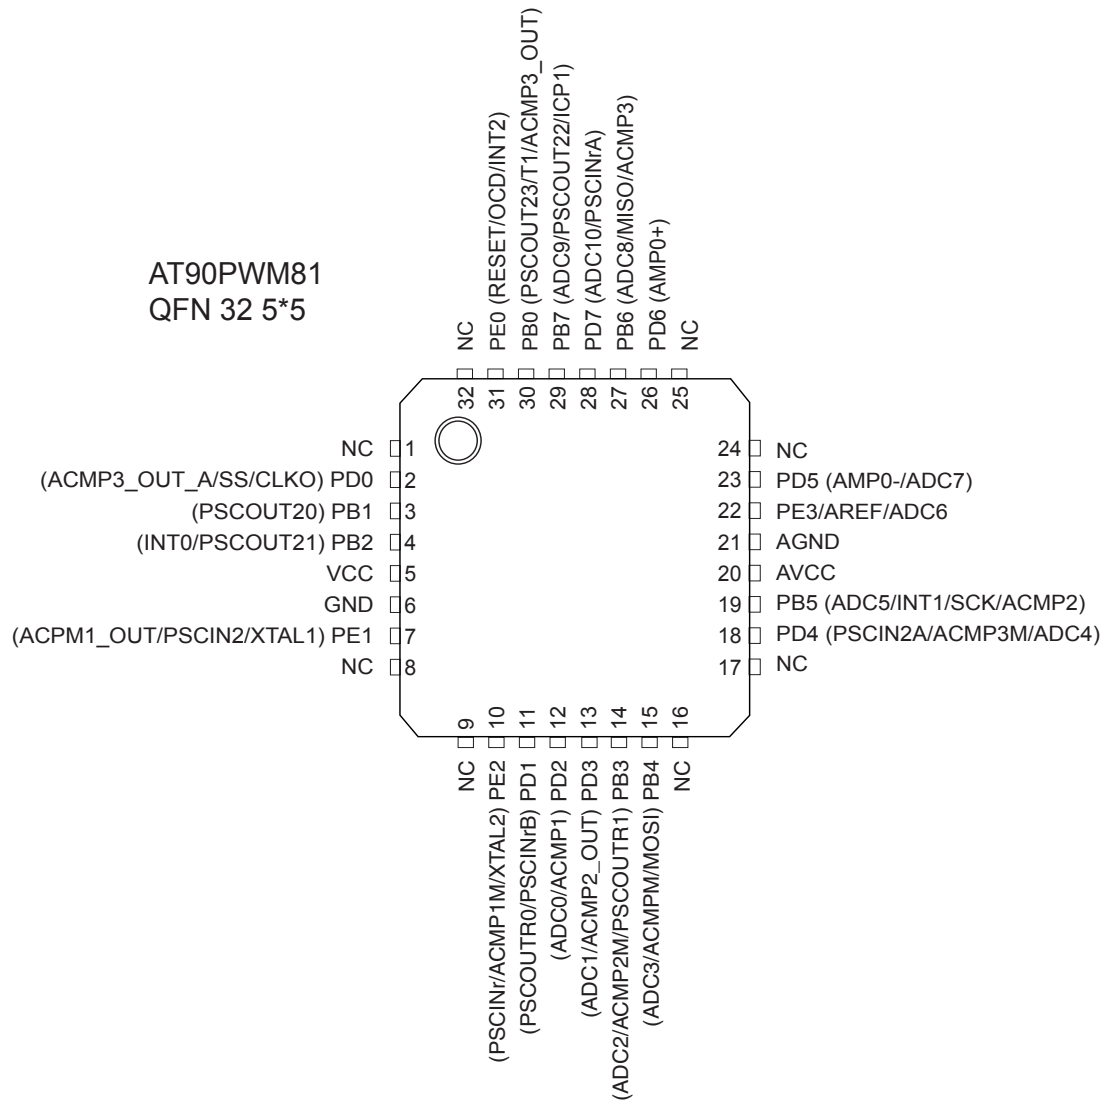 AT90PWM81
QFN 32 5*5
NC
PE0 (RESET/OCD/INT2)
PB0 (PSCOUT23/T1/ACMP3_OUT)
PB7 (ADC9/PSCOUT22/ICP1)
PD7 (ADC10/PSCINrA)
PB6 (ADC8/MISO/ACMP3)
PD6 (AMP0+)
NC
32
31
30
29
28
27
26
25
NC 1
(ACMP3_OUT_A/SS/CLKO) PD0 2
(PSCOUT20) PB1 3
(INT0/PSCOUT21) PB2 4
VCC 5
GND 6
(ACPM1_OUT/PSCIN2/XTAL1) PE1 7
NC 8
24 NC
23 PD5 (AMP0-/ADC7)
22 PE3/AREF/ADC6
21 AGND
20 AVCC
19 PB5 (ADC5/INT1/SCK/ACMP2)
18 PD4 (PSCIN2A/ACMP3M/ADC4)
17 NC
9
10
11
12
13
14
15
16
NC
(PSCINr/ACMP1M/XTAL2) PE2
(PSCOUTR0/PSCINrB) PD1
(ADC0/ACMP1) PD2
(ADC1/ACMP2_OUT) PD3
(ADC2/ACMP2M/PSCOUTR1) PB3
(ADC3/ACMPM/MOSI) PB4
NC